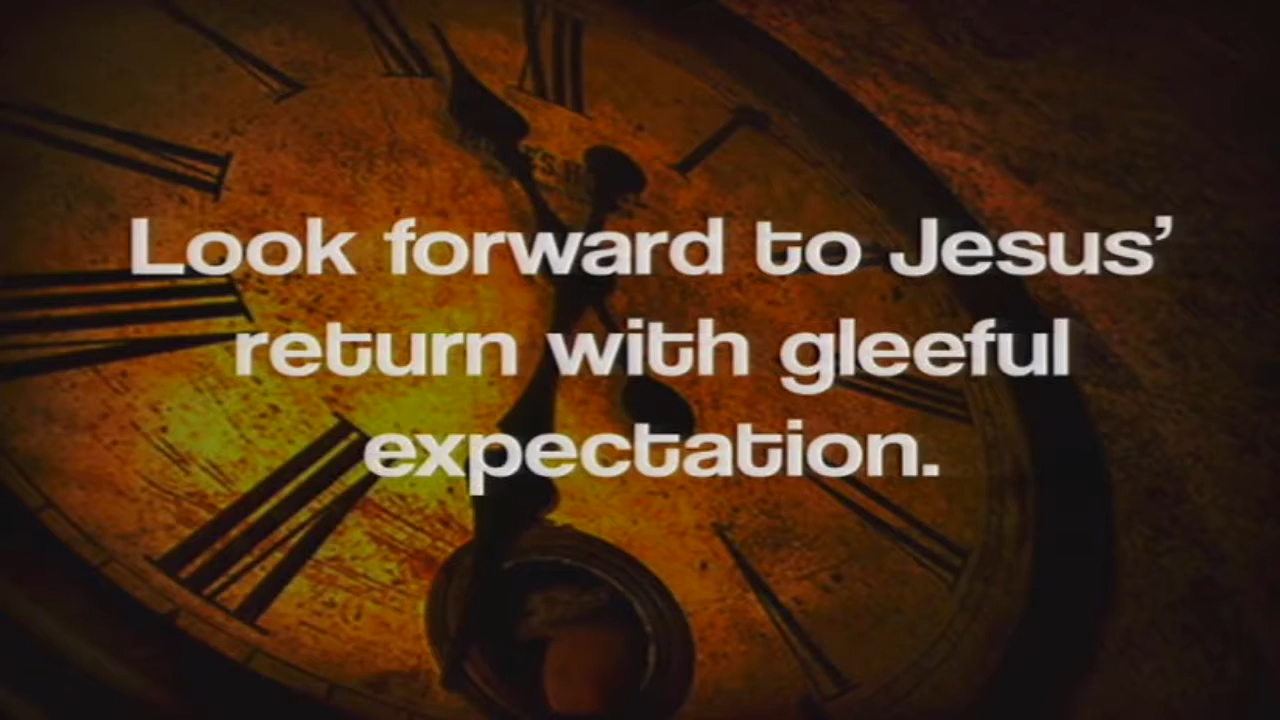 Look forward to Jesus’
return with gleeful
expectation.